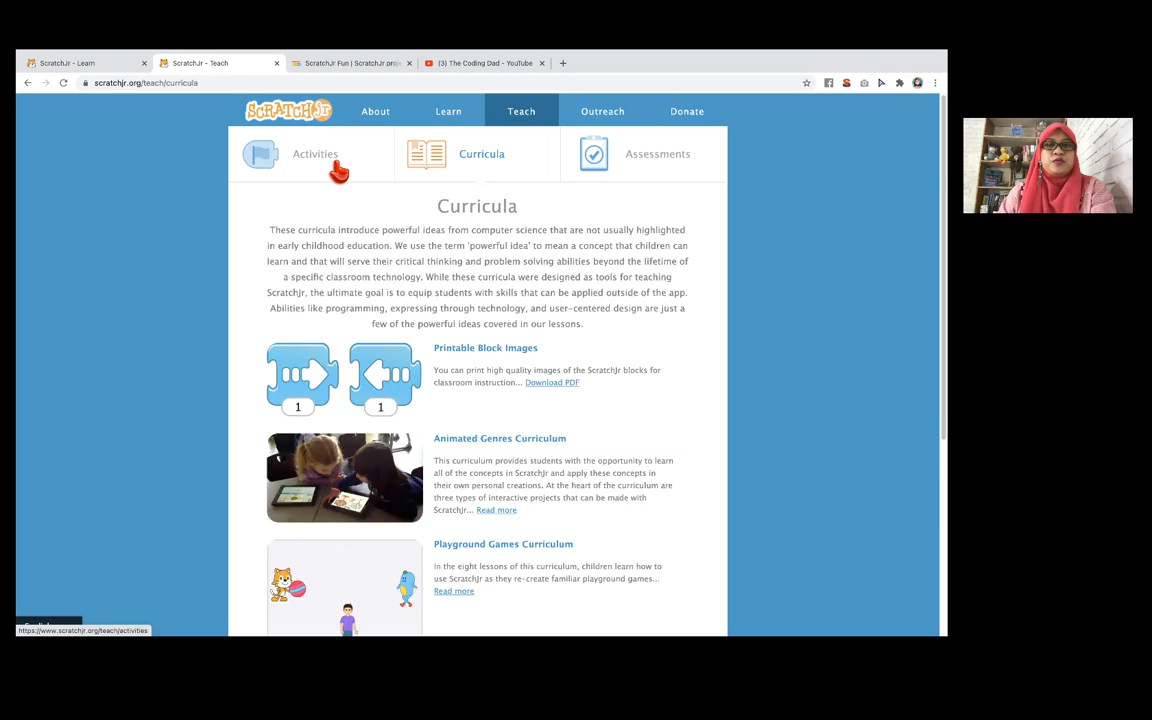 ScratchJr - Learn
ScratchJr - Teach
ScratchJr Fun | ScratchJr proje
(3) The Coding Dad - YouTube
scratchjr.org/teach/curricula
SCRATCHJr
About
Learn
Teach
Outreach
Donate
Activities
Curricula
Assessments
Curricula
These curricula introduce powerful ideas from computer science that are not usually highlighted
in early childhood education. We use the term 'powerful idea' to mean a concept that children can
learn and that will serve their critical thinking and problem solving abilities beyond the lifetime of
a specific classroom technology. While these curricula were designed as tools for teaching
ScratchJr, the ultimate goal is to equip students with skills that can be applied outside of the app.
Abilities like programming, expressing through technology, and user-centered design are just a
few of the powerful ideas covered in our lessons.
1
1
Printable Block Images
You can print high quality images of the ScratchJr blocks for
classroom instruction... Download PDF
Animated Genres Curriculum
This curriculum provides students with the opportunity to learn
all of the concepts in ScratchJr and apply these concepts in
their own personal creations. At the heart of the curriculum are
three types of interactive projects that can be made with
ScratchJr... Read more
Playground Games Curriculum
In the eight lessons of this curriculum, children learn how to
use ScratchJr as they re-create familiar playground games...
Read more
https://www.scratchjr.org/teach/activities